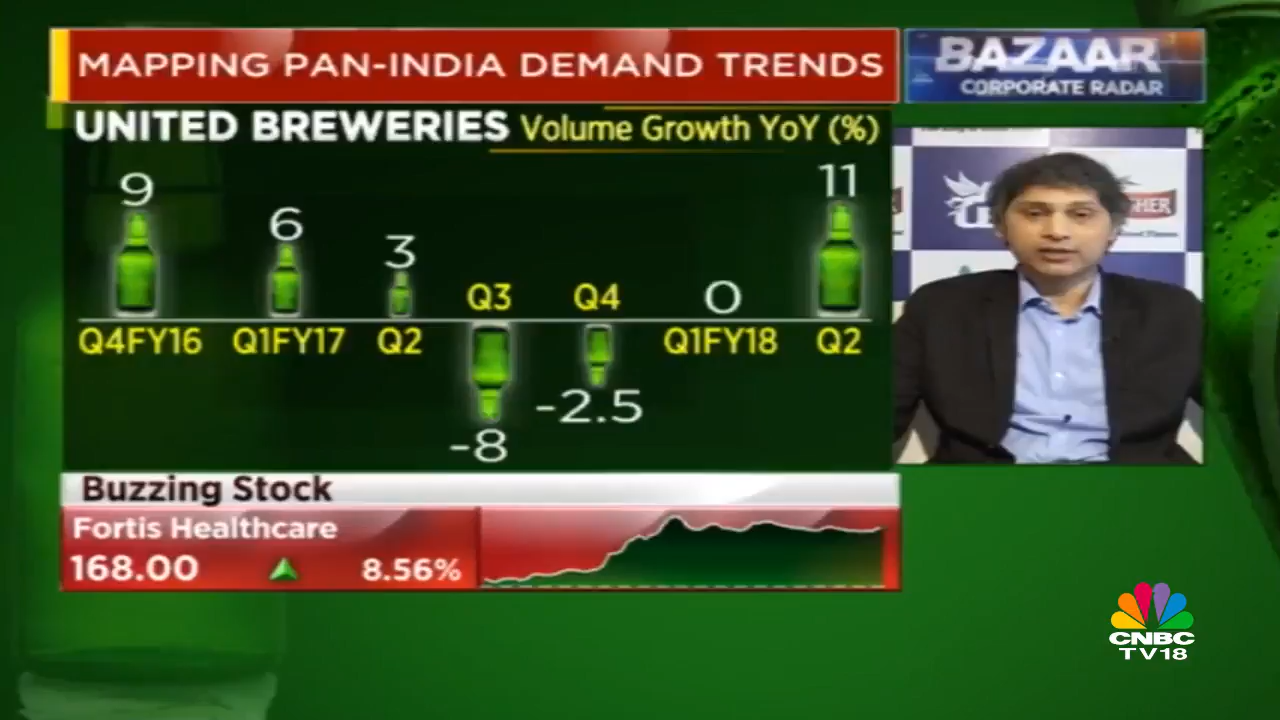 MAPPING PAN-INDIA DEMAND TRENDS
BAZAAR
CORPORATE RADAR
UNITED BREWERIES Volume Growth YoY (%)
9
6
3
Q3
Q4
0
11
Q4FY16
Q1FY17
Q2
Q1FY18
Q2
-8
-2.5
Buzzing Stock
Fortis Healthcare
168.00
8.56%
CNBC
TV18